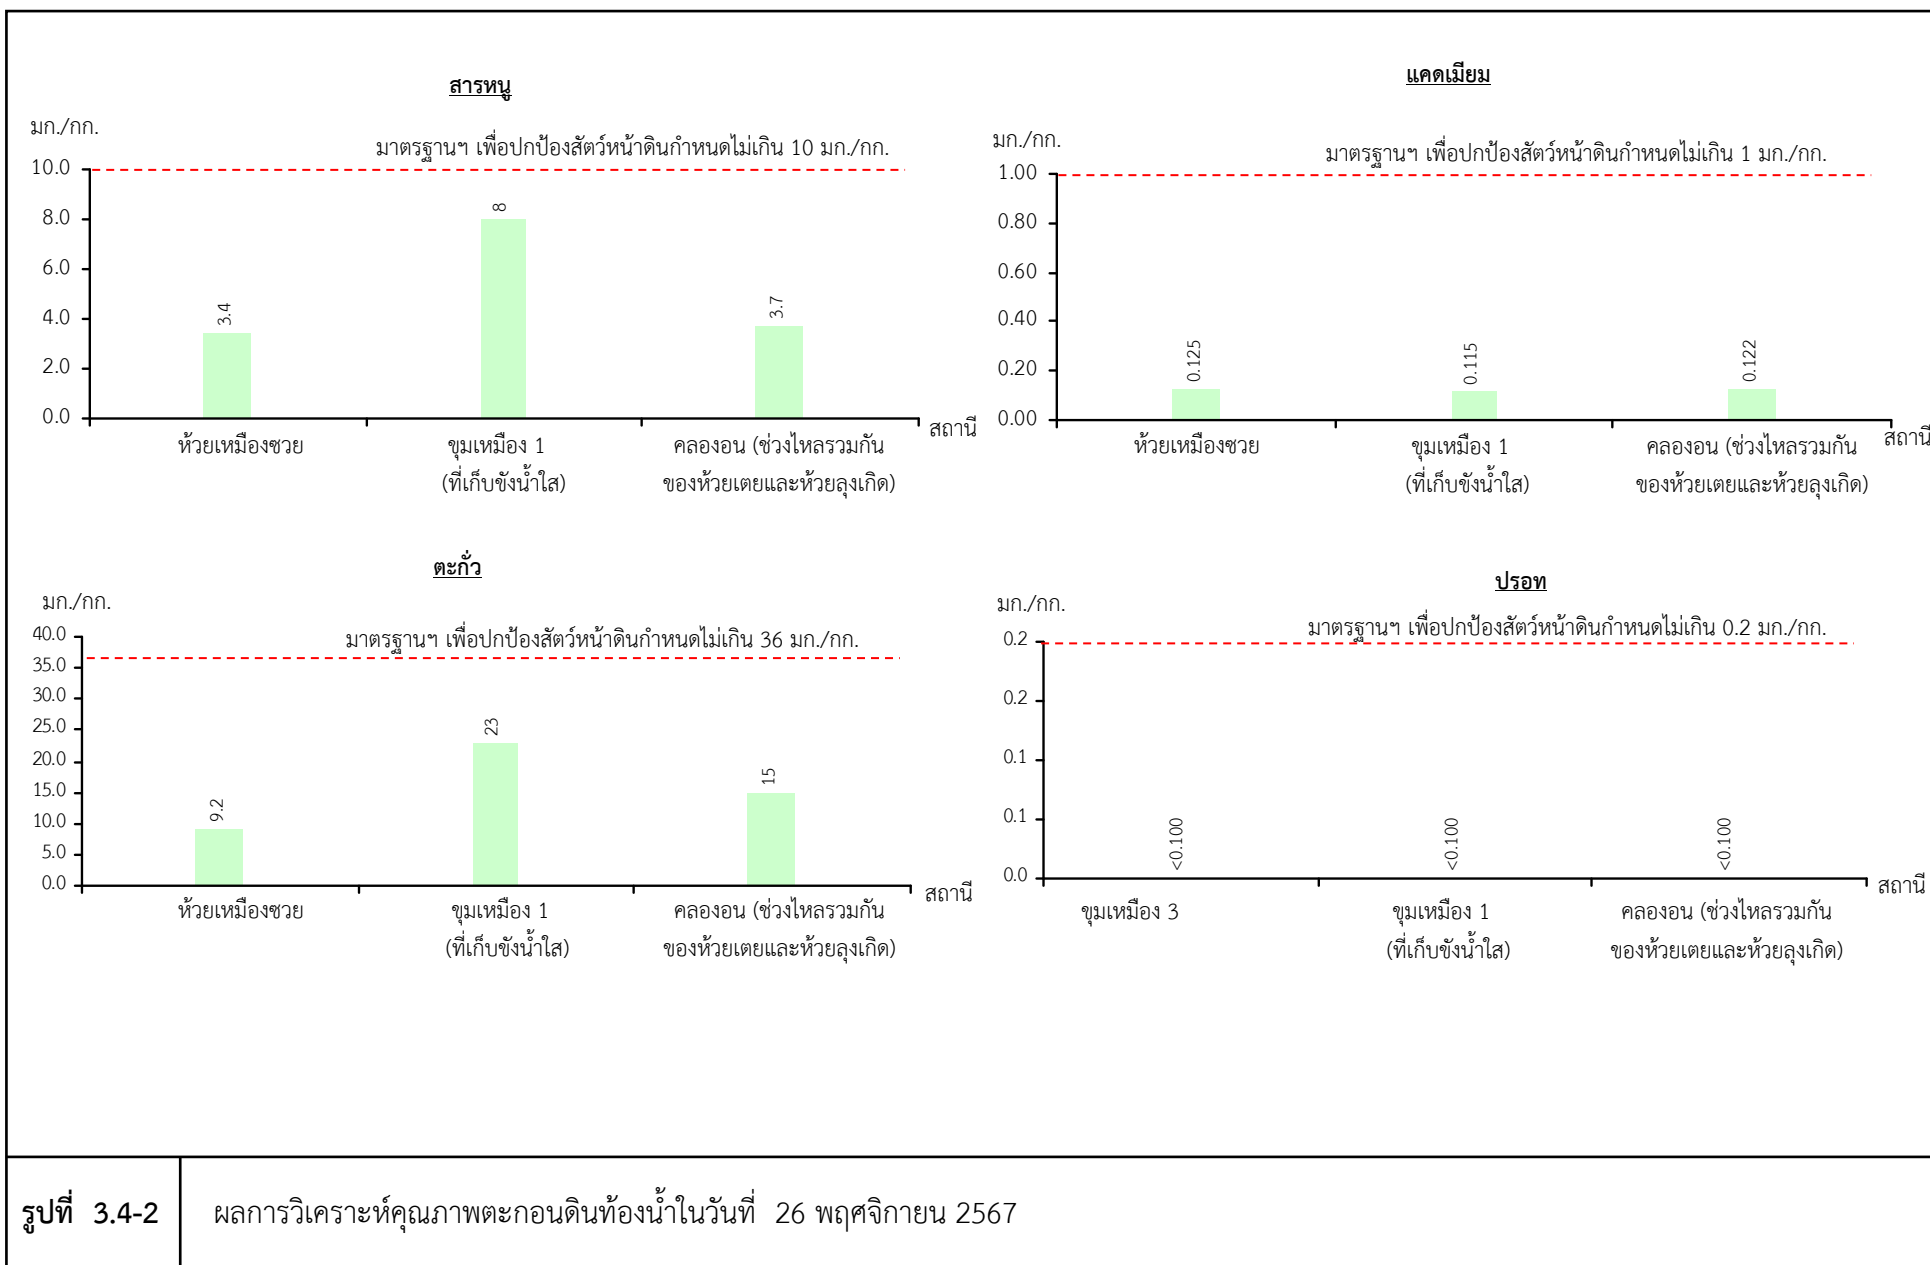 สารหนู
มก./กก.
มาตรฐานฯ เพื่อปกป้องสัตว์หน้าดินกำหนดไม่เกิน 10 มก./กก.
10.0
8.0
6.0
4.0
2.0
0.0
3.4
8
3.7
สถานี
ห้วยเหมืองซวย
ขุมเหมือง 1
(ที่เก็บขังน้ำใส)
คลองงอน (ช่วงไหลรวมกัน
ของห้วยเตยและห้วยลุงเกิด)
แคดเมียม
มก./กก.
มาตรฐานฯ เพื่อปกป้องสัตว์หน้าดินกำหนดไม่เกิน 1 มก./กก.
1.00
0.80
0.60
0.40
0.20
0.00
0.125
0.115
0.122
สถานี
ห้วยเหมืองซวย
ขุมเหมือง 1
(ที่เก็บขังน้ำใส)
คลองงอน (ช่วงไหลรวมกัน
ของห้วยเตยและห้วยลุงเกิด)
ตะกั่ว
มก./กก.
มาตรฐานฯ เพื่อปกป้องสัตว์หน้าดินกำหนดไม่เกิน 36 มก./กก.
40.0
35.0
30.0
25.0
20.0
15.0
10.0
5.0
0.0
9.2
23
15
สถานี
ห้วยเหมืองซวย
ขุมเหมือง 1
(ที่เก็บขังน้ำใส)
คลองงอน (ช่วงไหลรวมกัน
ของห้วยเตยและห้วยลุงเกิด)
ปรอท
มก./กก.
มาตรฐานฯ เพื่อปกป้องสัตว์หน้าดินกำหนดไม่เกิน 0.2 มก./กก.
0.2
0.2
0.1
0.1
0.0
<0.100
<0.100
<0.100
สถานี
ขุมเหมือง 3
ขุมเหมือง 1
(ที่เก็บขังน้ำใส)
คลองงอน (ช่วงไหลรวมกัน
ของห้วยเตยและห้วยลุงเกิด)
รูปที่ 3.4-2
ผลการวิเคราะห์คุณภาพตะกอนดินท้องน้ำในวันที่ 26 พฤศจิกายน 2567